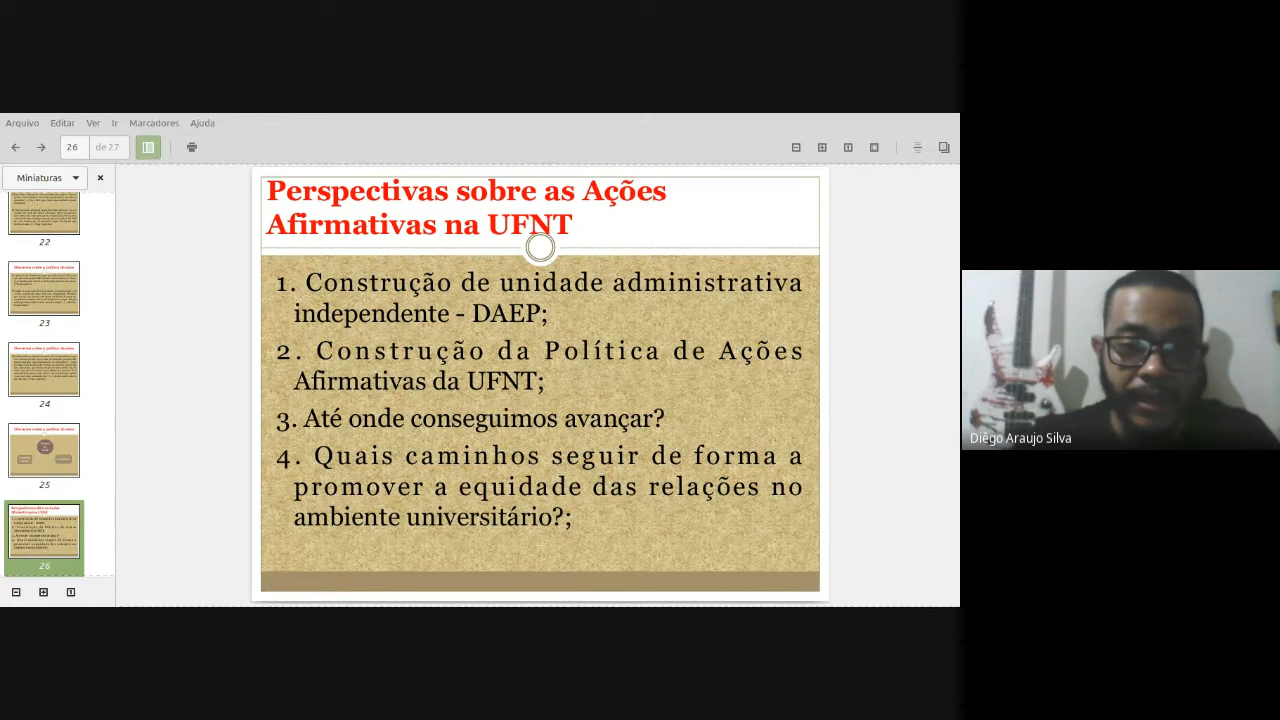 Arquivo Editar Ver Ir Marcadores Ajuda
26 de 27
Miniaturas
22
23
24
25
26
Perspectivas sobre as Ações
Afirmativas na UFNT
1. Construção de unidade administrativa
independente - DAEP;
2. Construção da Política de Ações
Afirmativas da UFNT;
3. Até onde conseguimos avançar?
4. Quais caminhos seguir de forma a
promover a equidade das relações no
ambiente universitário?;
Diêgo Araujo Silva